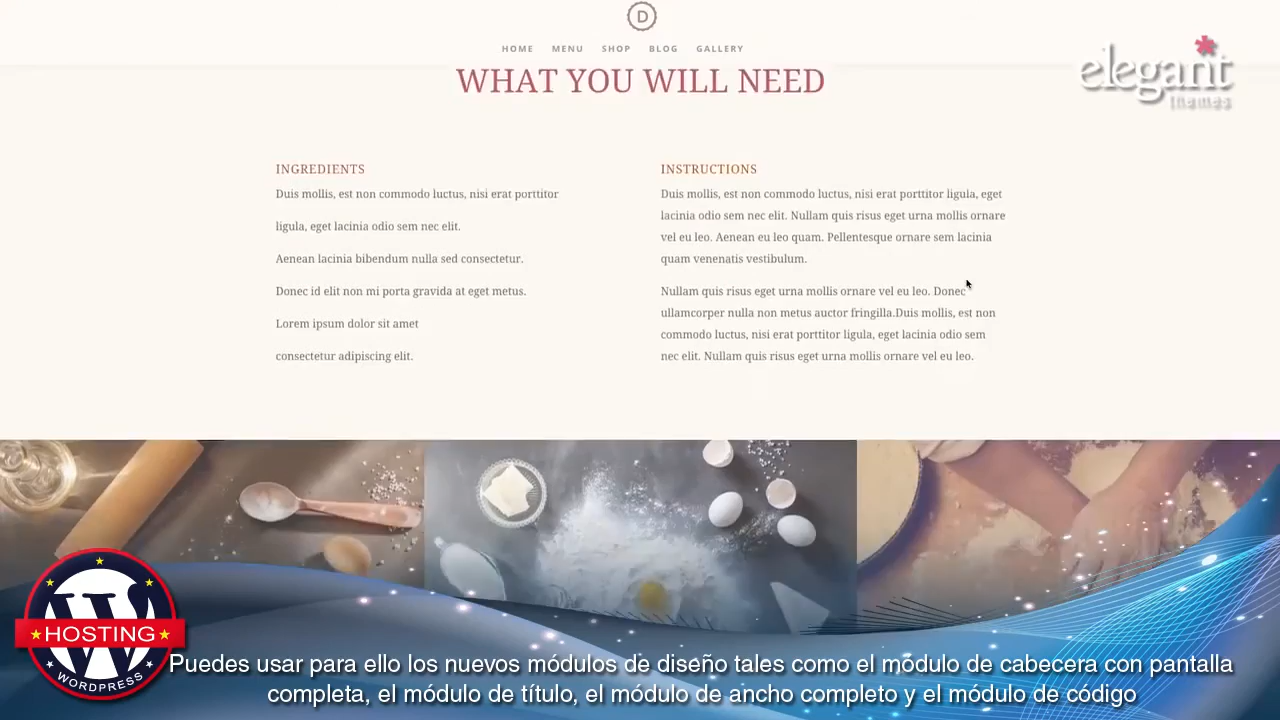 D
HOME MENU SHOP BLOG GALLERY
elegant themes
WHAT YOU WILL NEED
INGREDIENTS
Duis mollis, est non commodo luctus, nisi erat porttitor
ligula, eget lacinia odio sem nec elit.
Aenean lacinia bibendum nulla sed consectetur.
Donec id elit non mi porta gravida at eget metus.
Lorem ipsum dolor sit amet
consectetur adipiscing elit.
INSTRUCTIONS
Duis mollis, est non commodo luctus, nisi erat porttitor ligula, eget
lacinia odio sem nec elit. Nullam quis risus eget urna mollis ornare
vel eu leo. Aenean eu leo quam. Pellentesque ornare sem lacinia
quam venenatis vestibulum.
Nullam quis risus eget urna mollis ornare vel eu leo. Donec
ullamcorper nulla non metus auctor fringilla.Duis mollis, est non
commodo luctus, nisi erat porttitor ligula, eget lacinia odio sem
nec elit. Nullam quis risus eget urna mollis ornare vel eu leo.
W
HOSTING
WORDPRESS
Puedes usar para ello los nuevos módulos de diseño tales como el módulo de cabecera con pantalla
completa, el módulo de título, el módulo de ancho completo y el módulo de código